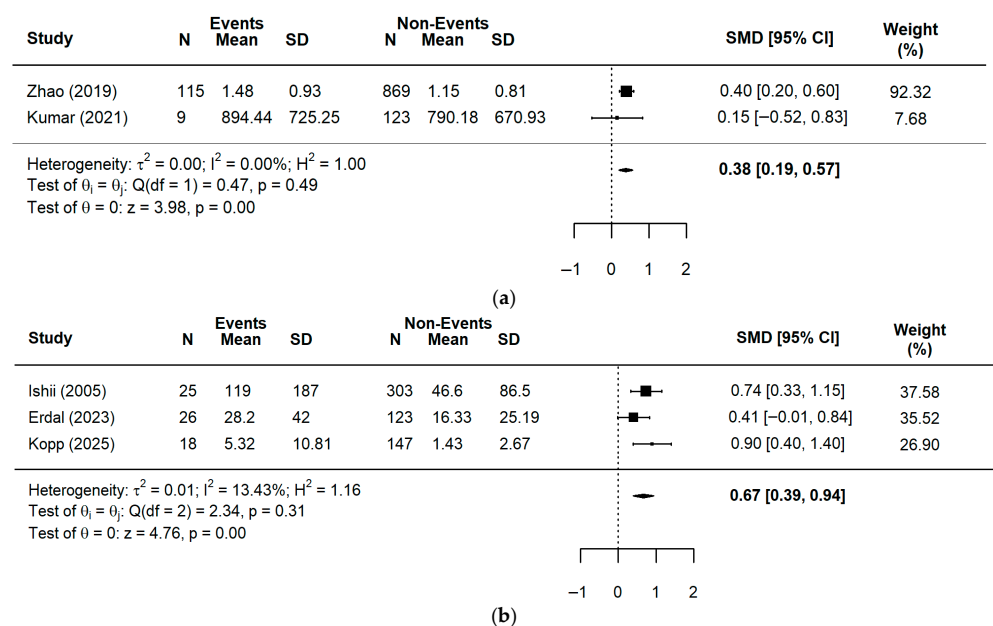 Events Non-Events
Study N Mean SD N Mean SD SMD [95% CI] Weight (%)
Zhao (2019) 115 1.48 0.93 869 1.15 0.81 0.40 [0.20, 0.60] 92.32
Kumar (2021) 9 894.44 725.25 123 790.18 670.93 0.15 [−0.52, 0.83] 7.68
Heterogeneity: τ² = 0.00; I² = 0.00%; H² = 1.00 0.38 [0.19, 0.57]
Test of θᵢ = θⱼ: Q(df = 1) = 0.47, p = 0.49
Test of θ = 0: z = 3.98, p = 0.00
−1 0 1 2
(a)
Events Non-Events
Study N Mean SD N Mean SD SMD [95% CI] Weight (%)
Ishii (2005) 25 119 187 303 46.6 86.5 0.74 [0.33, 1.15] 37.58
Erdal (2023) 26 28.2 42 123 16.33 25.19 0.41 [−0.01, 0.84] 35.52
Kopp (2025) 18 5.32 10.81 147 1.43 2.67 0.90 [0.40, 1.40] 26.90
Heterogeneity: τ² = 0.01; I² = 13.43%; H² = 1.16 0.67 [0.39, 0.94]
Test of θᵢ = θⱼ: Q(df = 2) = 2.34, p = 0.31
Test of θ = 0: z = 4.76, p = 0.00
−1 0 1 2
(b)